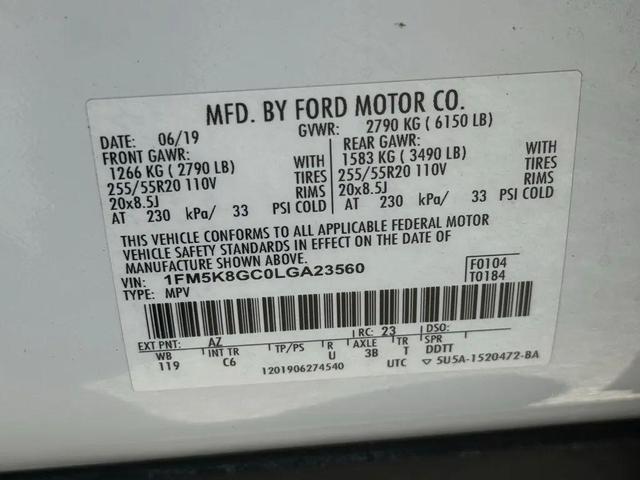 MFD. BY FORD MOTOR CO.
DATE: 06/19 GVWR: 2790 KG ( 6150 LB)
FRONT GAWR: REAR GAWR:
1266 KG ( 2790 LB) WITH 1583 KG ( 3490 LB) WITH
255/55R20 110V TIRES 255/55R20 110V TIRES
20x8.5J RIMS 20x8.5J RIMS
AT 230 kPa/ 33 PSI COLD AT 230 kPa/ 33 PSI COLD
THIS VEHICLE CONFORMS TO ALL APPLICABLE FEDERAL MOTOR
VEHICLE SAFETY STANDARDS IN EFFECT ON THE DATE OF
MANUFACTURE SHOWN ABOVE.
VIN: 1FM5K8GC0LGA23560 F0104
TYPE: MPV T0184
EXT PNT: AZ RC: 23 DSO:
WB INT TR TP/PS R AXLE TR SPR
119 C6 U 3B T DDTT
1201906274540 UTC ▽ 5U5A-1520472-BA